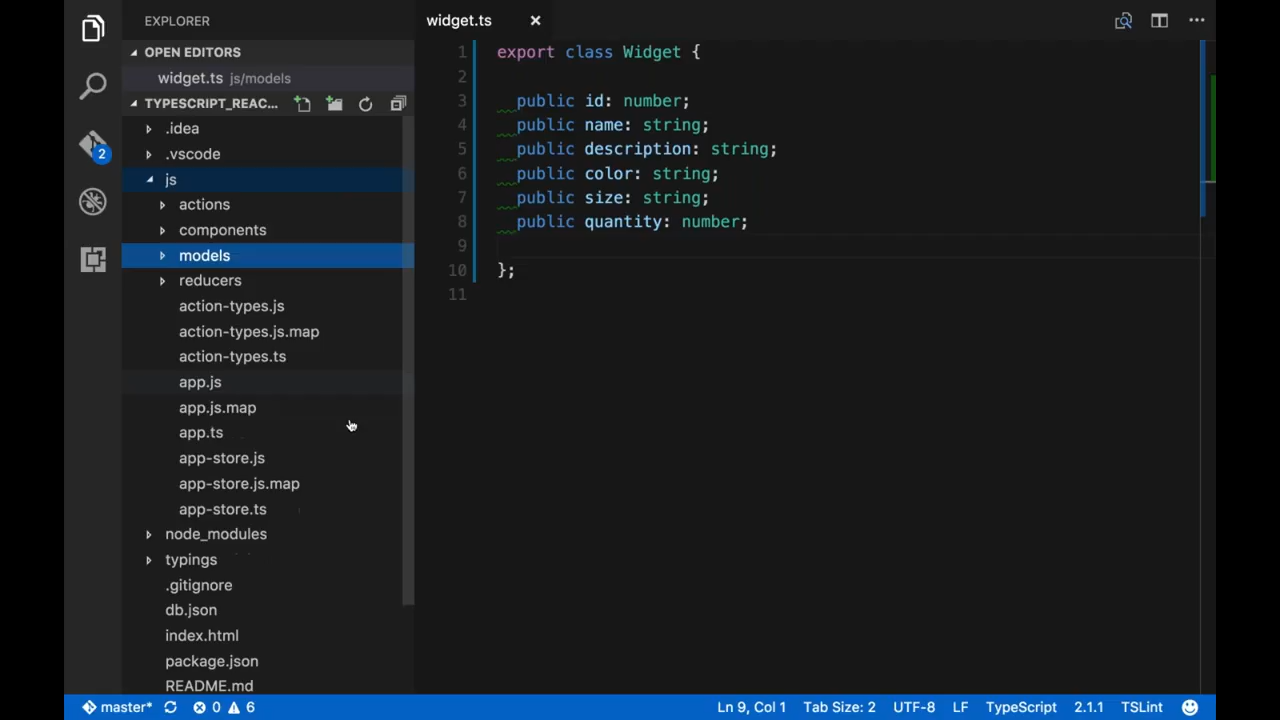 EXPLORER
OPEN EDITORS
widget.ts js/models
TYPESCRIPT_REAC...
.idea
.vscode
js
actions
components
models
reducers
action-types.js
action-types.js.map
action-types.ts
app.js
app.js.map
app.ts
app-store.js
app-store.js.map
app-store.ts
node_modules
typings
.gitignore
db.json
index.html
package.json
README.md
2
widget.ts
1 export class Widget {
2
3 public id: number;
4 public name: string;
5 public description: string;
6 public color: string;
7 public size: string;
8 public quantity: number;
9
10 };
11
master* 0 6 Ln 9, Col 1 Tab Size: 2 UTF-8 LF TypeScript 2.1.1 TSLint